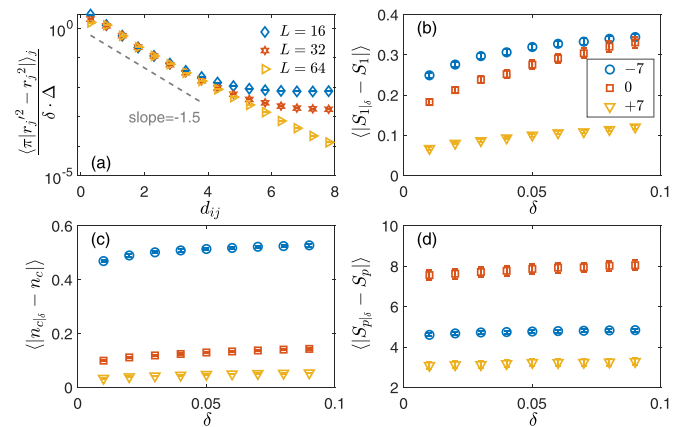 ⟨π|r_j'^2 − r_j^2|⟩_j / δ · Δ
10^0
10^-5
L = 16
L = 32
L = 64
slope=-1.5
(a)
0 2 4 6 8
d_ij
⟨|S_1|δ − S_1|⟩
0.4
0.3
0.2
0.1
0
(b)
−7
0
+7
0 0.05 0.1
δ
⟨|n_c|δ − n_c|⟩
0.6
0.4
0.2
0
(c)
0 0.05 0.1
δ
⟨|S_p|δ − S_p|⟩
10
8
6
4
2
(d)
0 0.05 0.1
δ